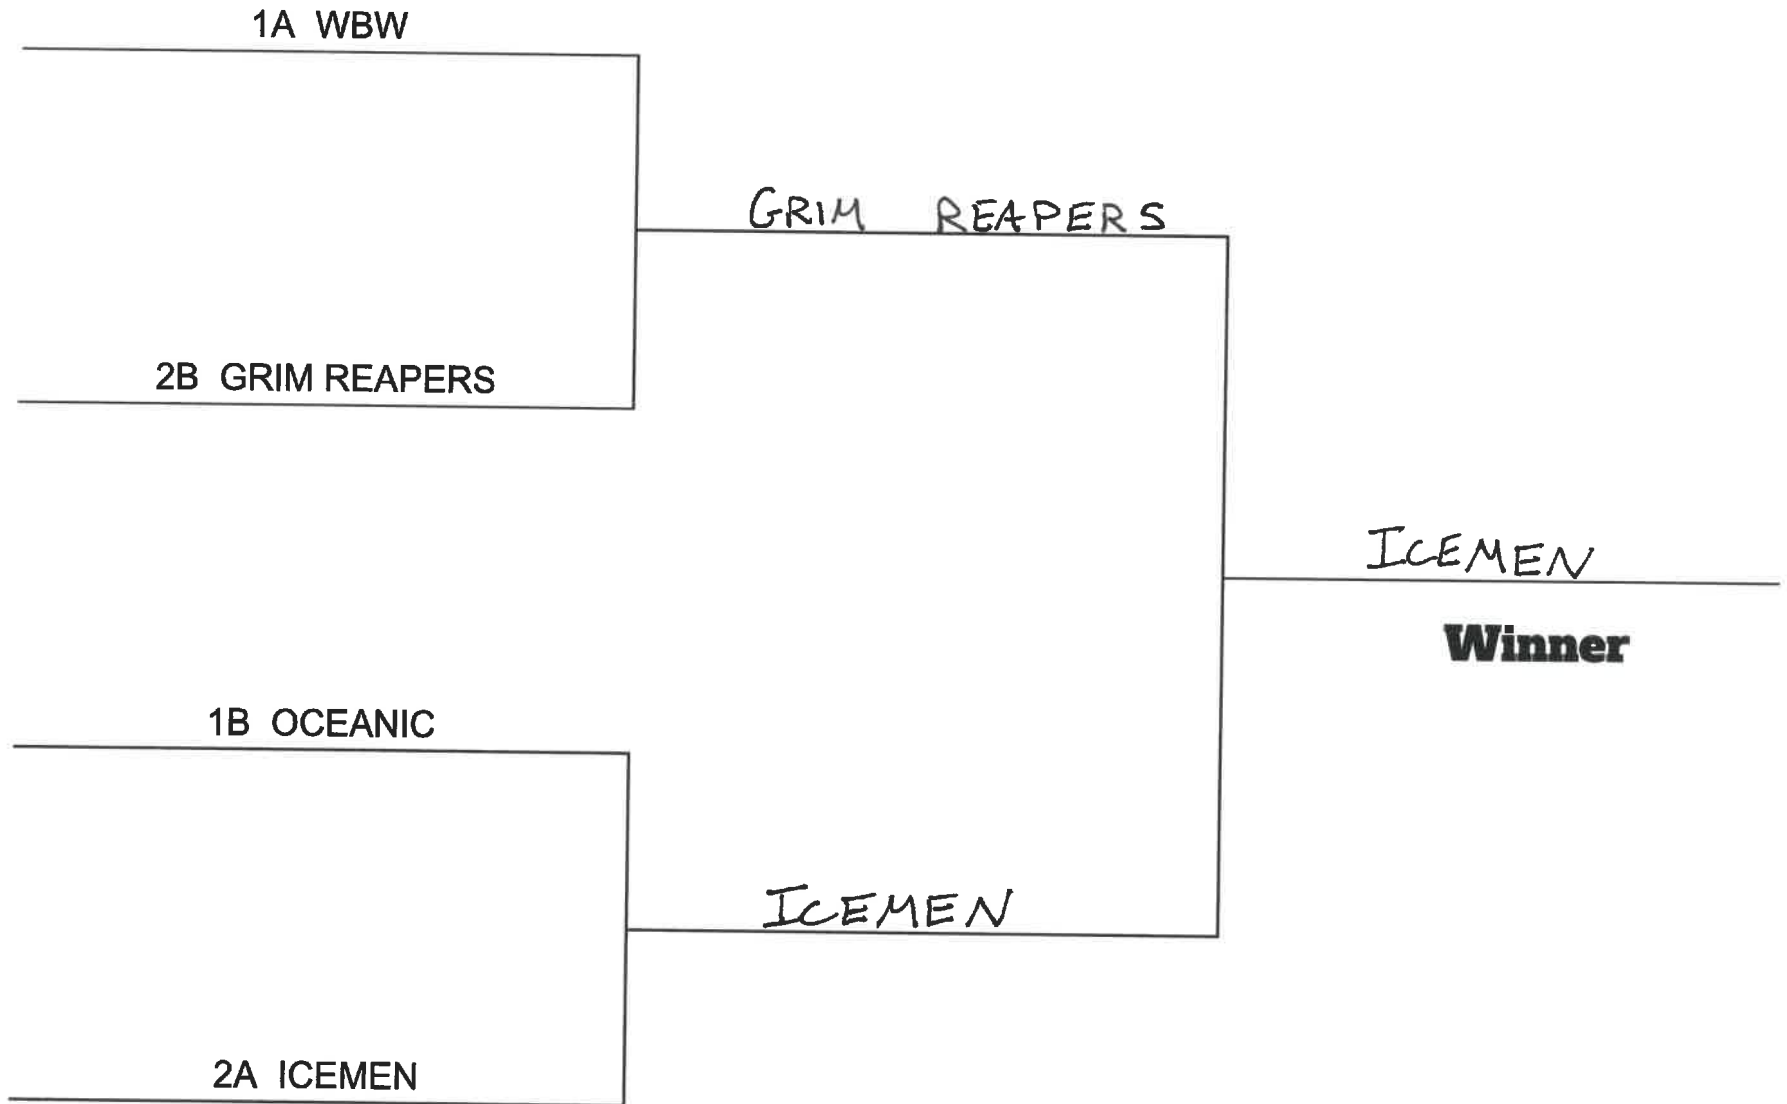 1A WBW
GRIM REAPERS
2B GRIM REAPERS
ICEMEN
Winner
1B OCEANIC
ICEMEN
2A ICEMEN